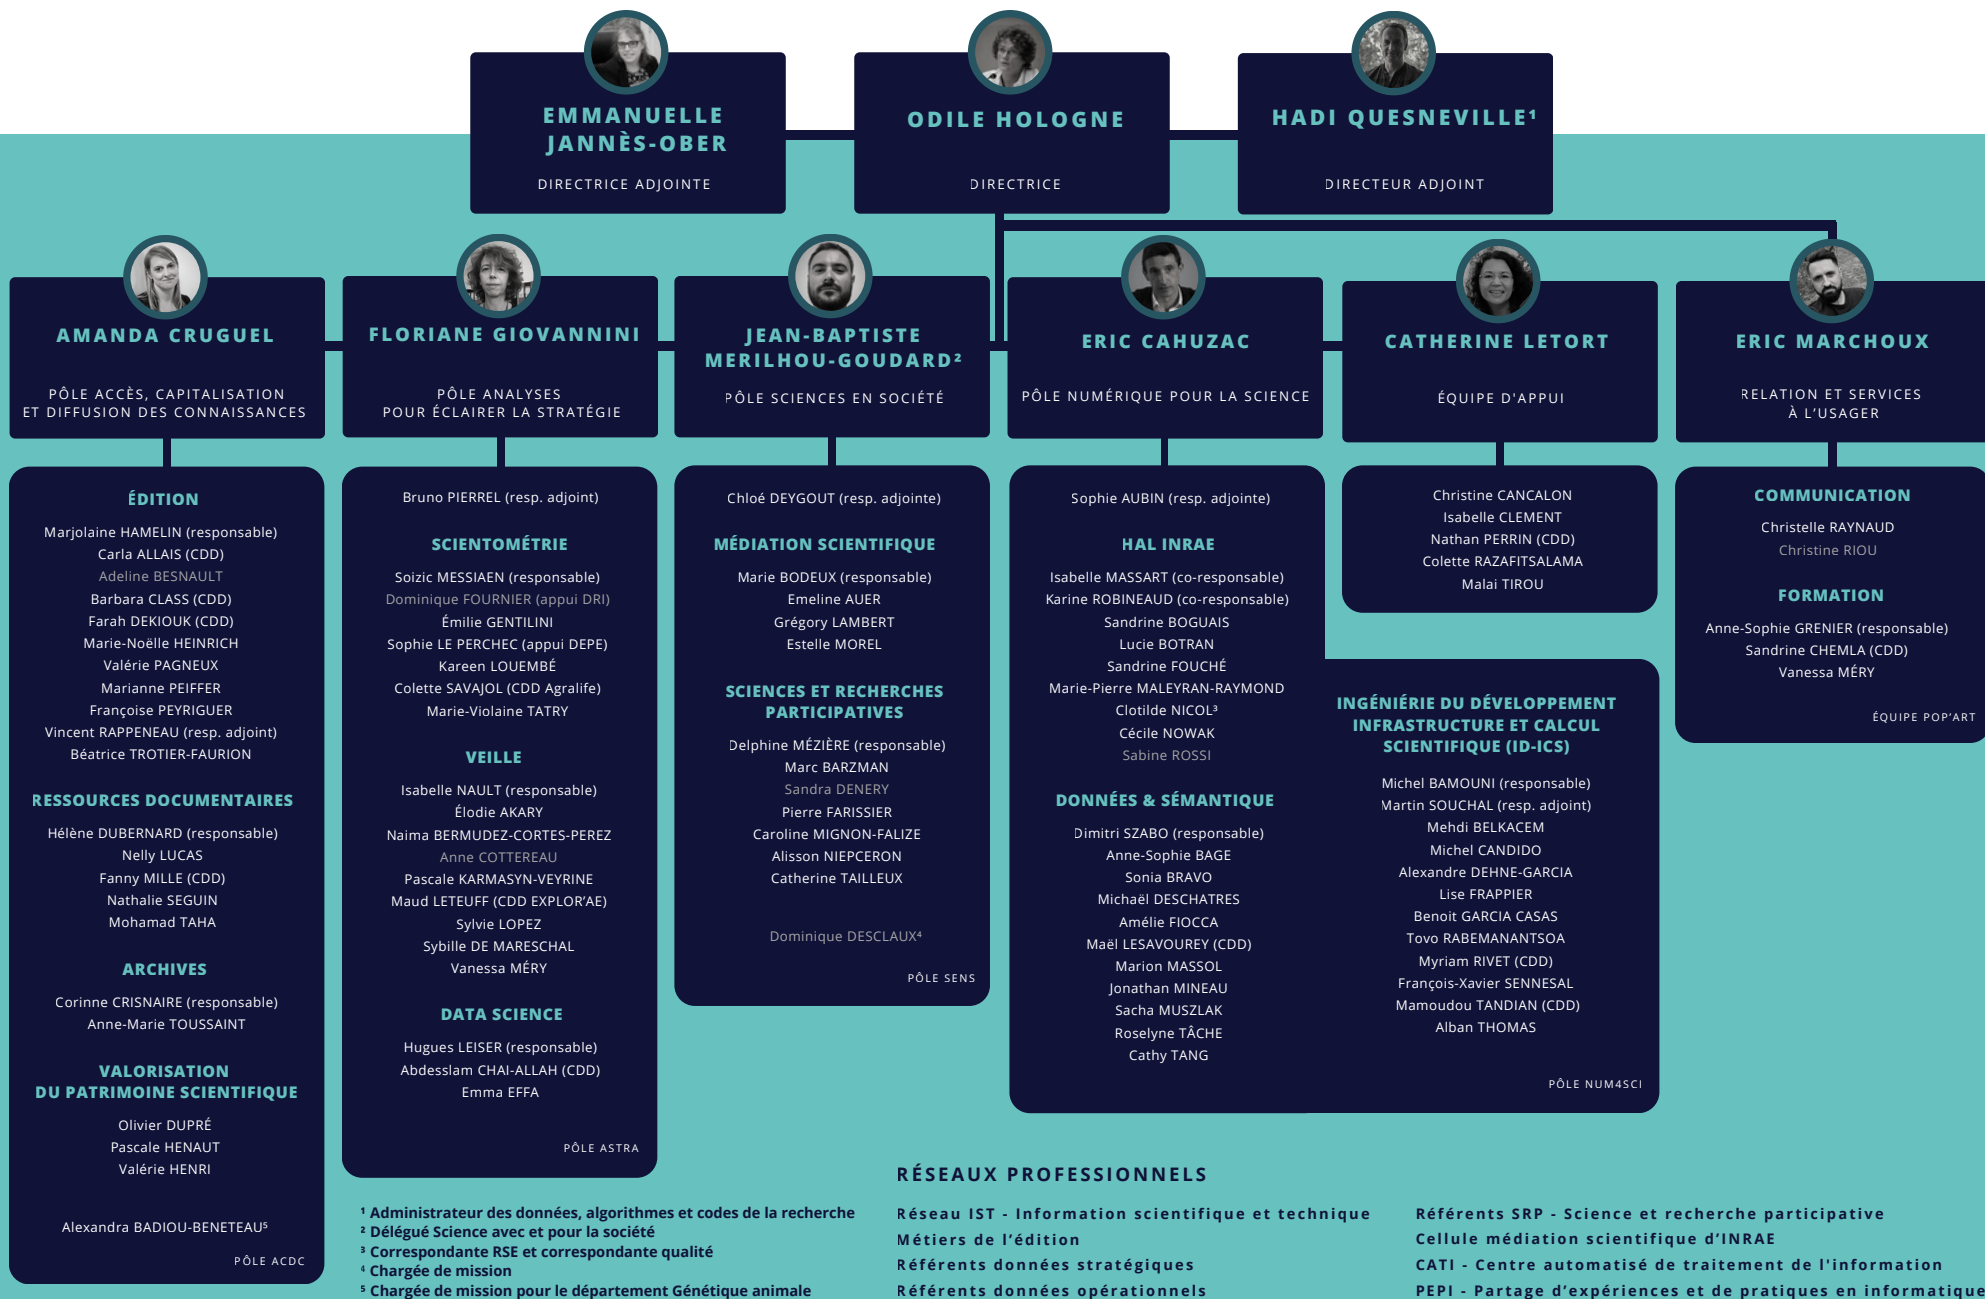 EMMANUELLE
JANNÈS-OBER
DIRECTRICE ADJOINTE
ODILE HOLOGNE
DIRECTRICE
HADI QUESNEVILLE¹
DIRECTEUR ADJOINT
AMANDA CRUGUEL
PÔLE ACCÈS, CAPITALISATION
ET DIFFUSION DES CONNAISSANCES
FLORIANE GIOVANNINI
PÔLE ANALYSES
POUR ÉCLAIRER LA STRATÉGIE
JEAN-BAPTISTE
MERILHOU-GOUDARD²
PÔLE SCIENCES EN SOCIÉTÉ
ERIC CAHUZAC
PÔLE NUMÉRIQUE POUR LA SCIENCE
CATHERINE LETORT
ÉQUIPE D'APPUI
ERIC MARCHOUX
RELATION ET SERVICES
À L'USAGER
ÉDITION
Marjolaine HAMELIN (responsable)
Carla ALLAIS (CDD)
Adeline BESNAULT
Barbara CLASS (CDD)
Farah DEKIOUK (CDD)
Marie-Noëlle HEINRICH
Valérie PAGNEUX
Marianne PEIFFER
Françoise PEYRIGUER
Vincent RAPPENEAU (resp. adjoint)
Béatrice TROTIER-FAURION
RESSOURCES DOCUMENTAIRES
Hélène DUBERNARD (responsable)
Nelly LUCAS
Fanny MILLE (CDD)
Nathalie SEGUIN
Mohamad TAHA
ARCHIVES
Corinne CRISNAIRE (responsable)
Anne-Marie TOUSSAINT
VALORISATION
DU PATRIMOINE SCIENTIFIQUE
Olivier DUPRÉ
Pascale HENAUT
Valérie HENRI
Alexandra BADIOU-BENETEAU⁵
PÔLE ACDC
Bruno PIERREL (resp. adjoint)
SCIENTOMÉTRIE
Soizic MESSIAEN (responsable)
Dominique FOURNIER (appui DRI)
Émilie GENTILINI
Sophie LE PERCHEC (appui DEPE)
Kareen LOUEMBÉ
Colette SAVAJOL (CDD Agralife)
Marie-Violaine TATRY
VEILLE
Isabelle NAULT (responsable)
Élodie AKARY
Naima BERMUDEZ-CORTES-PEREZ
Anne COTTEREAU
Pascale KARMASYN-VEYRINE
Maud LETEUFF (CDD EXPLOR'AE)
Sylvie LOPEZ
Sybille DE MARESCHAL
Vanessa MÉRY
DATA SCIENCE
Hugues LEISER (responsable)
Abdesslam CHAI-ALLAH (CDD)
Emma EFFA
PÔLE ASTRA
Chloé DEYGOUT (resp. adjointe)
MÉDIATION SCIENTIFIQUE
Marie BODEUX (responsable)
Emeline AUER
Grégory LAMBERT
Estelle MOREL
SCIENCES ET RECHERCHES
PARTICIPATIVES
Delphine MÉZIÈRE (responsable)
Marc BARZMAN
Sandra DENERY
Pierre FARISSIER
Caroline MIGNON-FALIZE
Alisson NIEPCERON
Catherine TAILLEUX
Dominique DESCLAUX⁴
PÔLE SENS
Sophie AUBIN (resp. adjointe)
HAL INRAE
Isabelle MASSART (co-responsable)
Karine ROBINEAUD (co-responsable)
Sandrine BOGUAIS
Lucie BOTRAN
Sandrine FOUCHÉ
Marie-Pierre MALEYRAN-RAYMOND
Clotilde NICOL³
Cécile NOWAK
Sabine ROSSI
DONNÉES & SÉMANTIQUE
Dimitri SZABO (responsable)
Anne-Sophie BAGE
Sonia BRAVO
Michaël DESCHATRES
Amélie FIOCCA
Maël LESAVOUREY (CDD)
Marion MASSOL
Jonathan MINEAU
Sacha MUSZLAK
Roselyne TÂCHE
Cathy TANG
Christine CANCALON
Isabelle CLEMENT
Nathan PERRIN (CDD)
Colette RAZAFITSALAMA
Malai TIROU
INGÉNIÉRIE DU DÉVELOPPEMENT
INFRASTRUCTURE ET CALCUL
SCIENTIFIQUE (ID-ICS)
Michel BAMOUNI (responsable)
Martin SOUCHAL (resp. adjoint)
Mehdi BELKACEM
Michel CANDIDO
Alexandre DEHNE-GARCIA
Lise FRAPPIER
Benoit GARCIA CASAS
Tovo RABEMANANTSOA
Myriam RIVET (CDD)
François-Xavier SENNESAL
Mamoudou TANDIAN (CDD)
Alban THOMAS
PÔLE NUM4SCI
COMMUNICATION
Christelle RAYNAUD
Christine RIOU
FORMATION
Anne-Sophie GRENIER (responsable)
Sandrine CHEMLA (CDD)
Vanessa MÉRY
ÉQUIPE POP'ART
¹ Administrateur des données, algorithmes et codes de la recherche
² Délégué Science avec et pour la société
³ Correspondante RSE et correspondante qualité
⁴ Chargée de mission
⁵ Chargée de mission pour le département Génétique animale
RÉSEAUX PROFESSIONNELS
Réseau IST - Information scientifique et technique
Métiers de l'édition
Référents données stratégiques
Référents données opérationnels
Référents SRP - Science et recherche participative
Cellule médiation scientifique d'INRAE
CATI - Centre automatisé de traitement de l'information
PEPI - Partage d'expériences et de pratiques en informatique